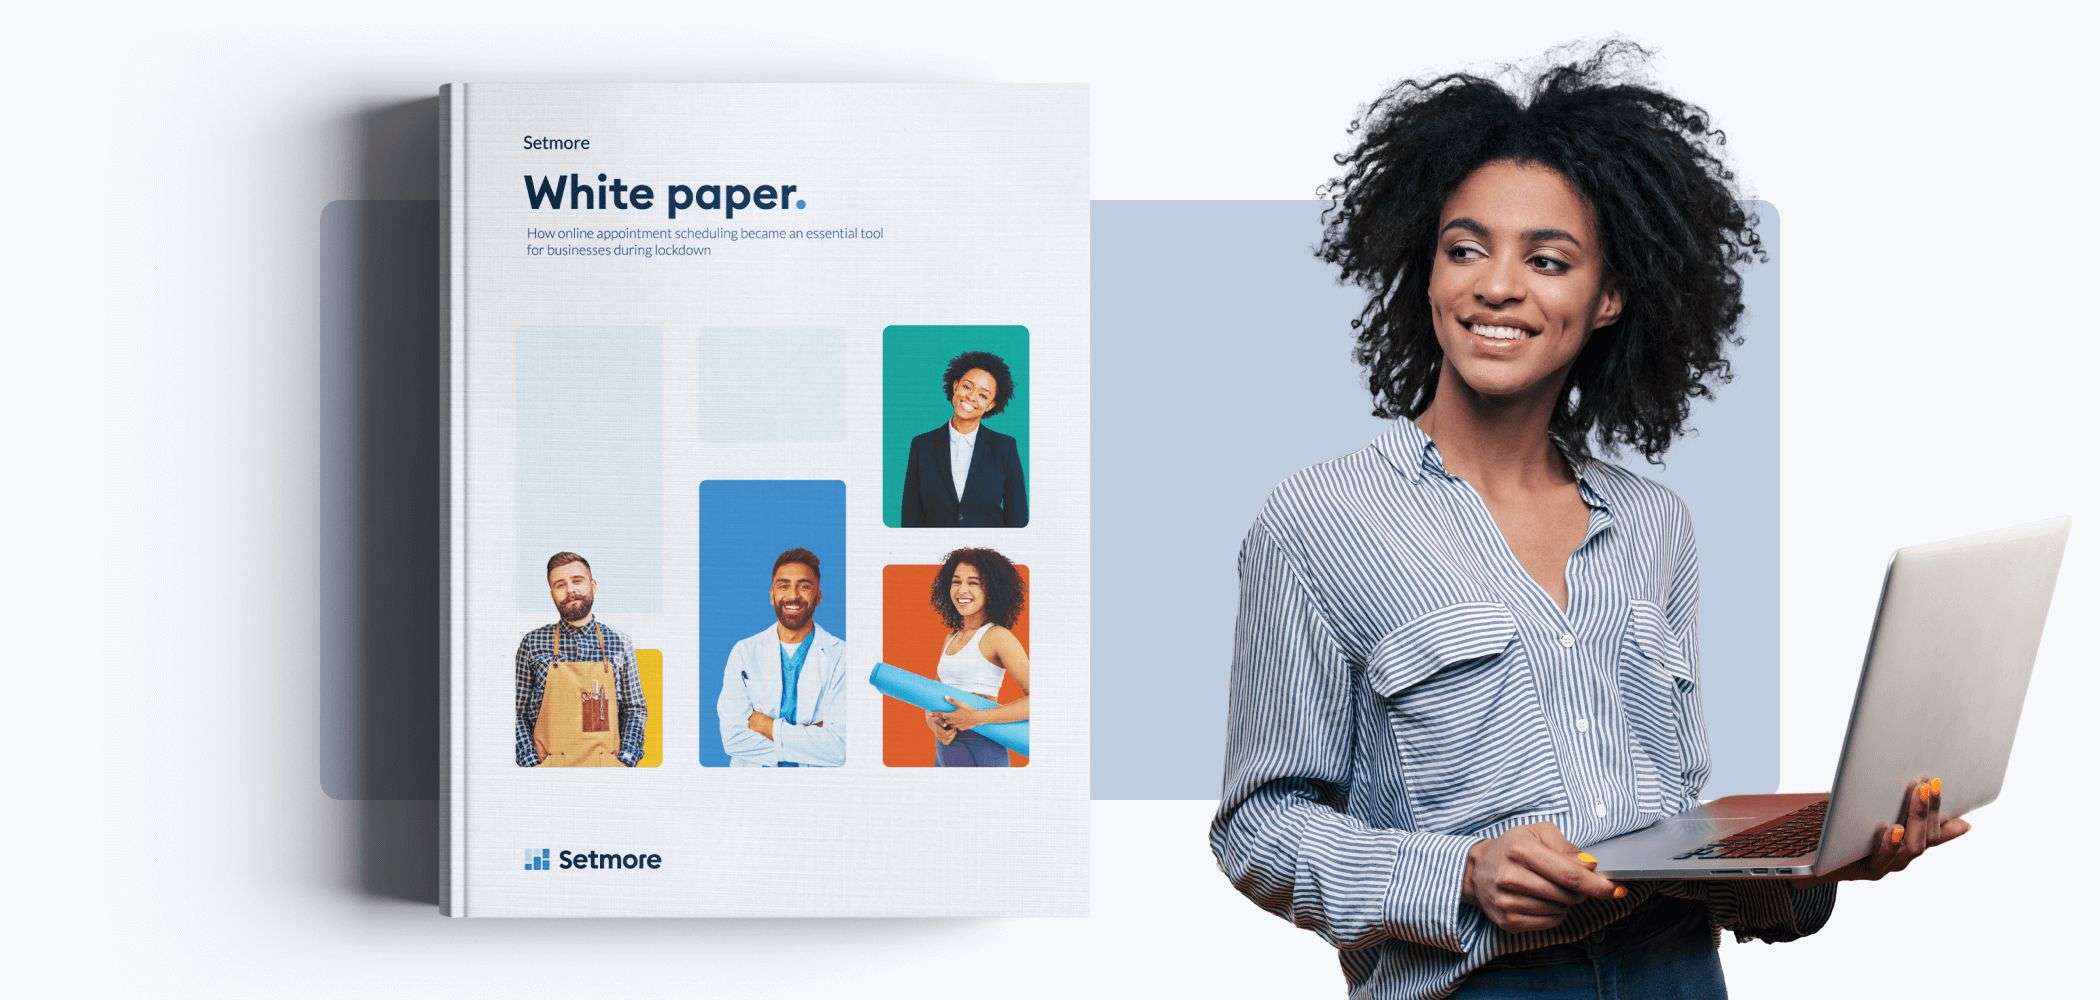 Setmore
White paper.
How online appointment scheduling became an essential tool
for businesses during lockdown
Setmore